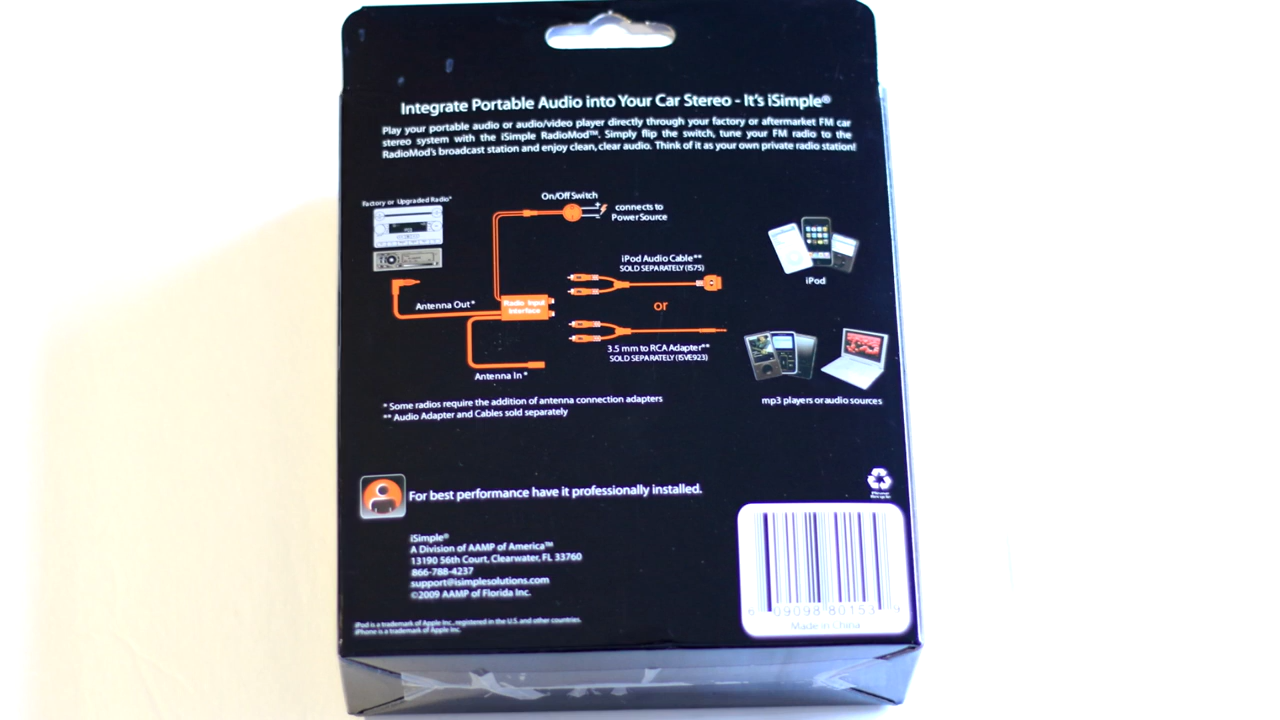 Integrate Portable Audio into Your Car Stereo - It's iSimple®
Play your portable audio or audio/video player directly through your factory or aftermarket FM car
stereo system with the iSimple RadioMod™. Simply flip the switch, tune your FM radio to the
RadioMod's broadcast station and enjoy clean, clear audio. Think of it as your own private radio station!
Factory or Upgraded Radio*
On/Off Switch
connects to
Power Source
iPod Audio Cable**
SOLD SEPARATELY (IS75)
iPod
Antenna Out*
Radio Input
Interface
or
3.5 mm to RCA Adapter**
SOLD SEPARATELY (ISVE923)
Antenna In*
mp3 players or audio sources
* Some radios require the addition of antenna connection adapters
** Audio Adapter and Cables sold separately
For best performance have it professionally installed.
iSimple®
A Division of AAMP of America™
13190 56th Court, Clearwater, FL 33760
866-788-4237
support@isimplesolutions.com
©2009 AAMP of Florida Inc.
6 09098 80153 9
Made in China
iPod is a trademark of Apple Inc., registered in the U.S. and other countries.
iPhone is a trademark of Apple Inc.